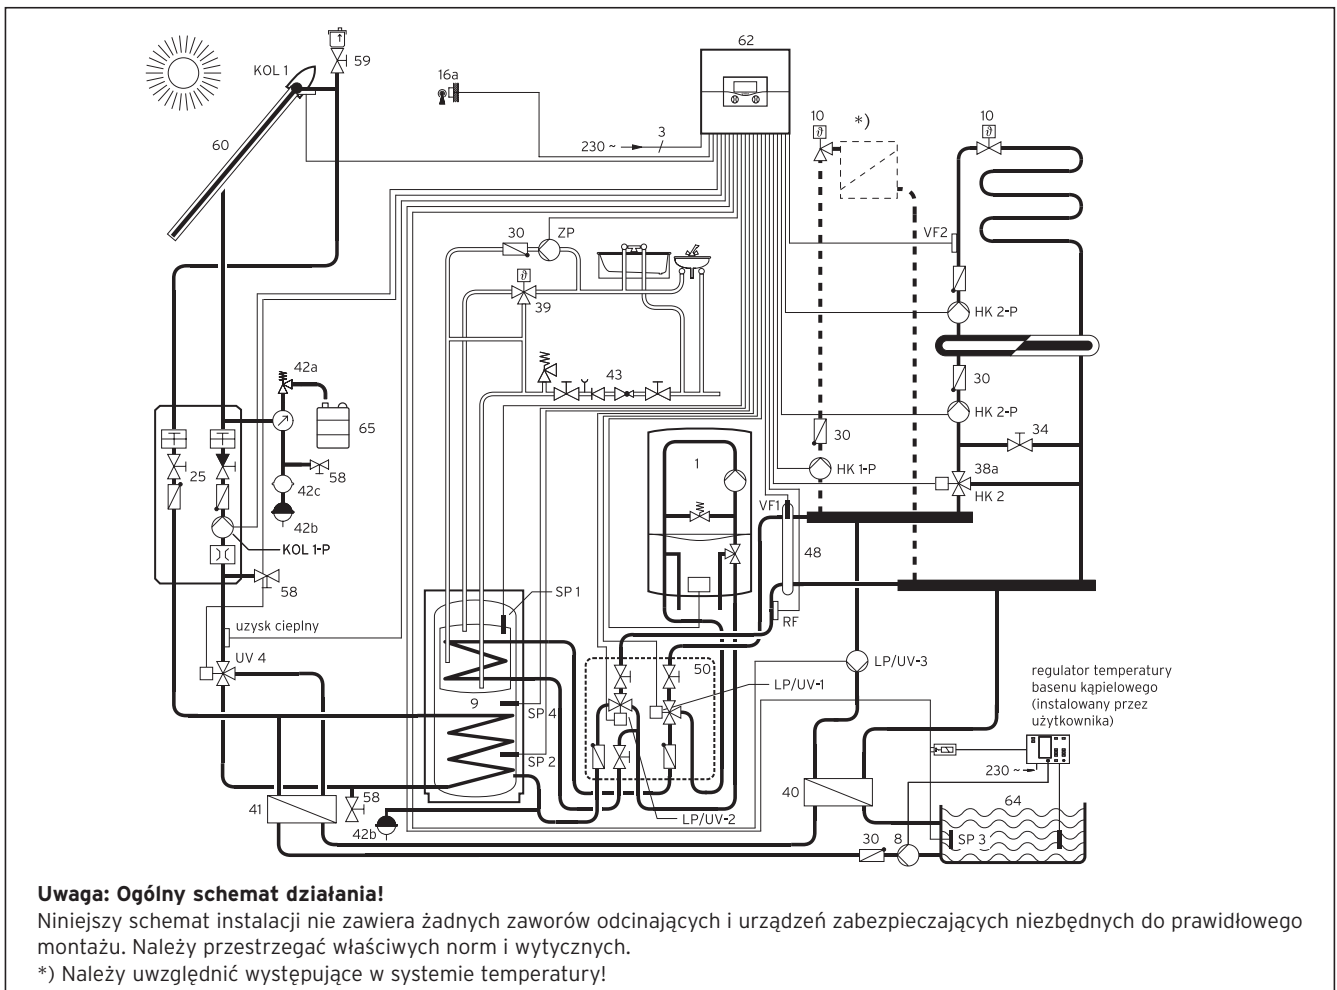 62
59
KOL 1
16a
3
230 ~
10
*)
10
60
30
ZP
VF2
ϑ
39
HK 2-P
42a
43
30
65
HK 2-P
34
25
58
42c
30
1
38a
HK 1-P
HK 2
42b
VF1
KOL 1-P
48
58
SP 1
RF
uzysk cieplny
UV 4
50
LP/UV-3
LP/UV-1
regulator temperatury
basenu kąpielowego
(instalowany przez
użytkownika)
9
SP 4
SP 2
230 ~
58
40
64
41
LP/UV-2
42b
30
8
SP 3
Uwaga: Ogólny schemat działania!
Niniejszy schemat instalacji nie zawiera żadnych zaworów odcinających i urządzeń zabezpieczających niezbędnych do prawidłowego
montażu. Należy przestrzegać właściwych norm i wytycznych.
*) Należy uwzględnić występujące w systemie temperatury!